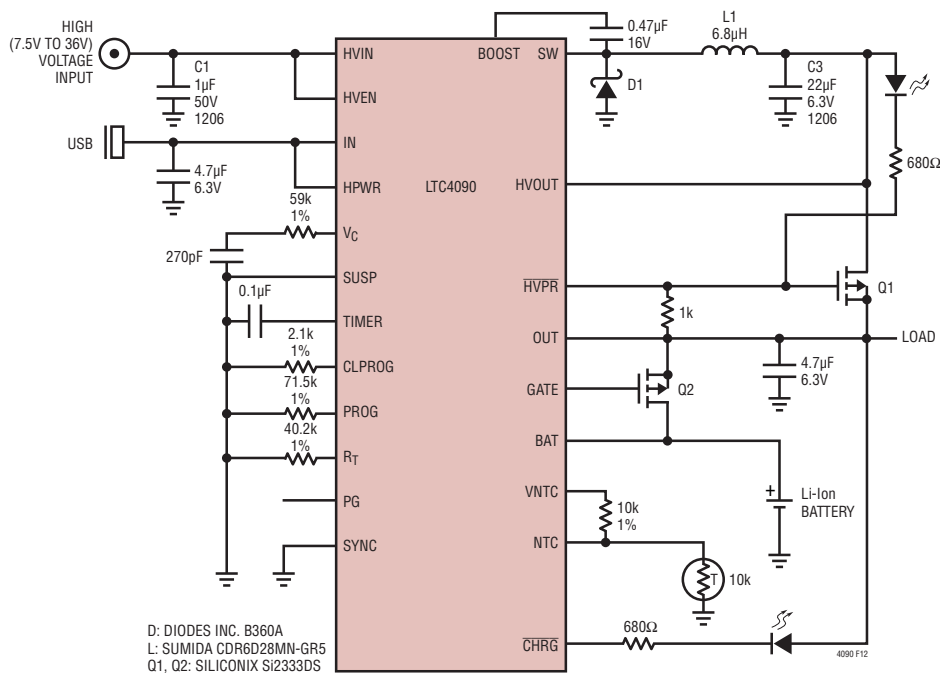 HIGH
(7.5V TO 36V)
VOLTAGE
INPUT
C1
1µF
50V
1206
HVIN
HVEN
BOOST
SW
0.47µF
16V
L1
6.8µH
D1
C3
22µF
6.3V
1206
680Ω
USB
4.7µF
6.3V
IN
HPWR
LTC4090
HVOUT
59k
1%
VC
270pF
SUSP
0.1µF
TIMER
2.1k
1%
CLPROG
71.5k
1%
PROG
40.2k
1%
RT
PG
SYNC
HVPR
Q1
1k
OUT
LOAD
4.7µF
6.3V
GATE
Q2
BAT
+
Li-Ion
BATTERY
VNTC
10k
1%
NTC
T
10k
CHRG
680Ω
4090 F12
D: DIODES INC. B360A
L: SUMIDA CDR6D28MN-GR5
Q1, Q2: SILICONIX Si2333DS